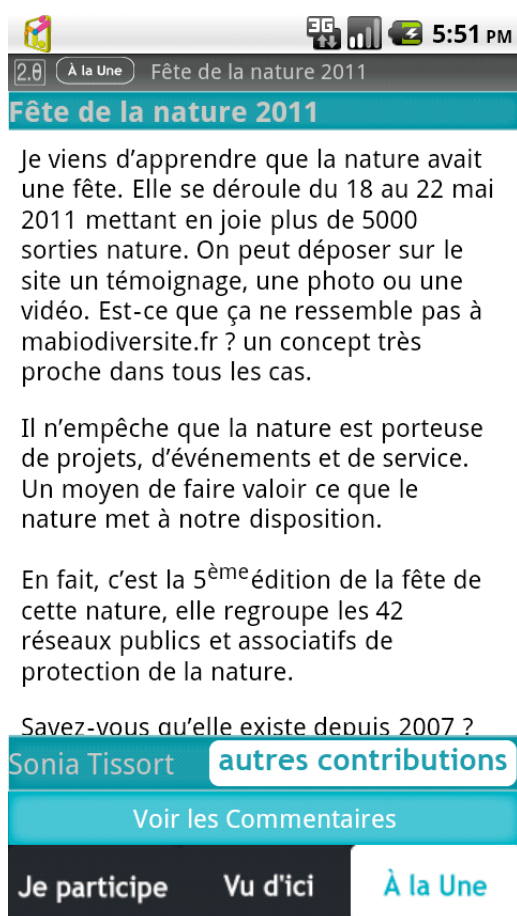 3G 5:51 PM
2.0 À la Une Fête de la nature 2011
Fête de la nature 2011
Je viens d’apprendre que la nature avait
une fête. Elle se déroule du 18 au 22 mai
2011 mettant en joie plus de 5000
sorties nature. On peut déposer sur le
site un témoignage, une photo ou une
vidéo. Est-ce que ça ne ressemble pas à
mabiodiversite.fr ? un concept très
proche dans tous les cas.
Il n’empêche que la nature est porteuse
de projets, d’événements et de service.
Un moyen de faire valoir ce que le
nature met à notre disposition.
En fait, c’est la 5ème édition de la fête de
cette nature, elle regroupe les 42
réseaux publics et associatifs de
protection de la nature.
Savez-vous qu’elle existe depuis 2007 ?
Sonia Tissort autres contributions
Voir les Commentaires
Je participe Vu d'ici À la Une